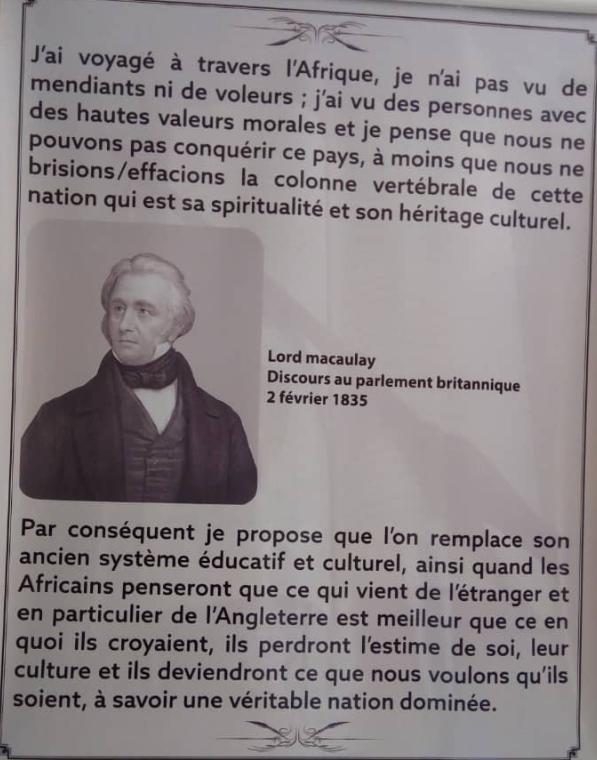 J'ai voyagé à travers l'Afrique, je n'ai pas vu de
mendiants ni de voleurs ; j'ai vu des personnes avec
des hautes valeurs morales et je pense que nous ne
pouvons pas conquérir ce pays, à moins que nous ne
brisions/effacions la colonne vertébrale de cette
nation qui est sa spiritualité et son héritage culturel.
Lord macaulay
Discours au parlement britannique
2 février 1835
Par conséquent je propose que l'on remplace son
ancien système éducatif et culturel, ainsi quand les
Africains penseront que ce qui vient de l'étranger et
en particulier de l'Angleterre est meilleur que ce en
quoi ils croyaient, ils perdront l'estime de soi, leur
culture et ils deviendront ce que nous voulons qu'ils
soient, à savoir une véritable nation dominée.